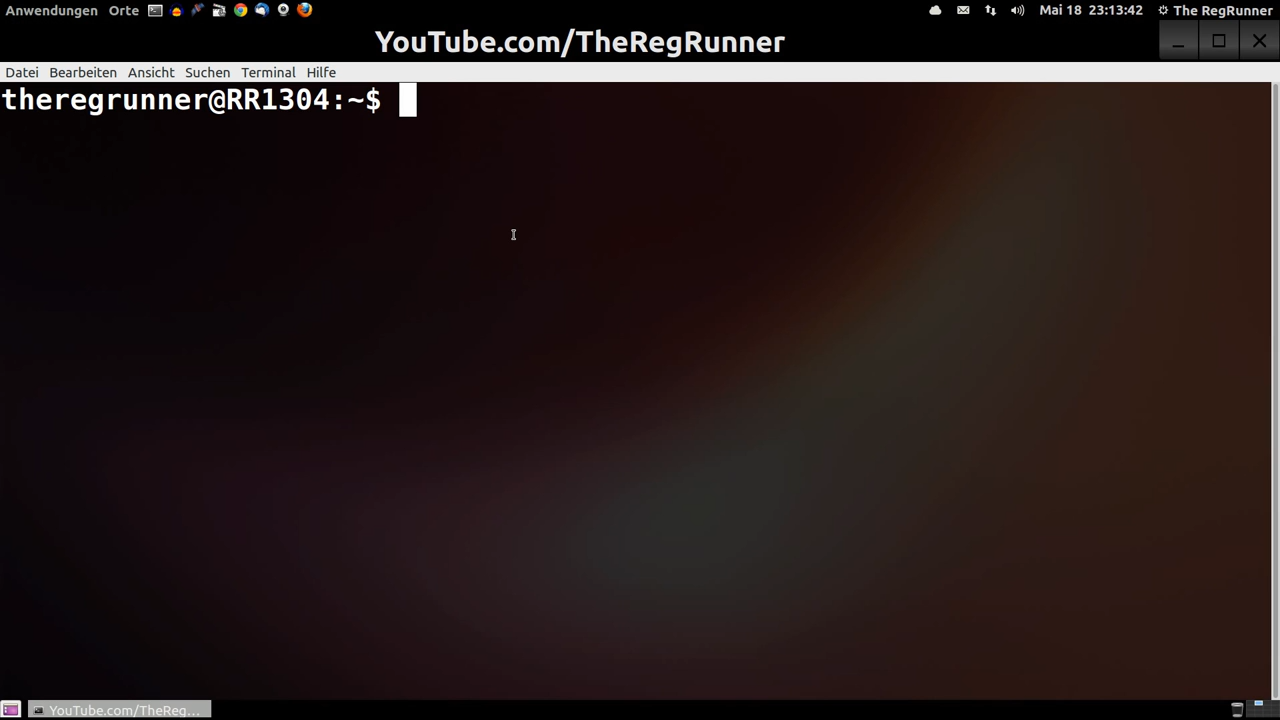 Anwendungen Orte Mai 18 23:13:42 The RegRunner
YouTube.com/TheRegRunner
Datei Bearbeiten Ansicht Suchen Terminal Hilfe
theregrunner@RR1304:~$
YouTube.com/TheReg...